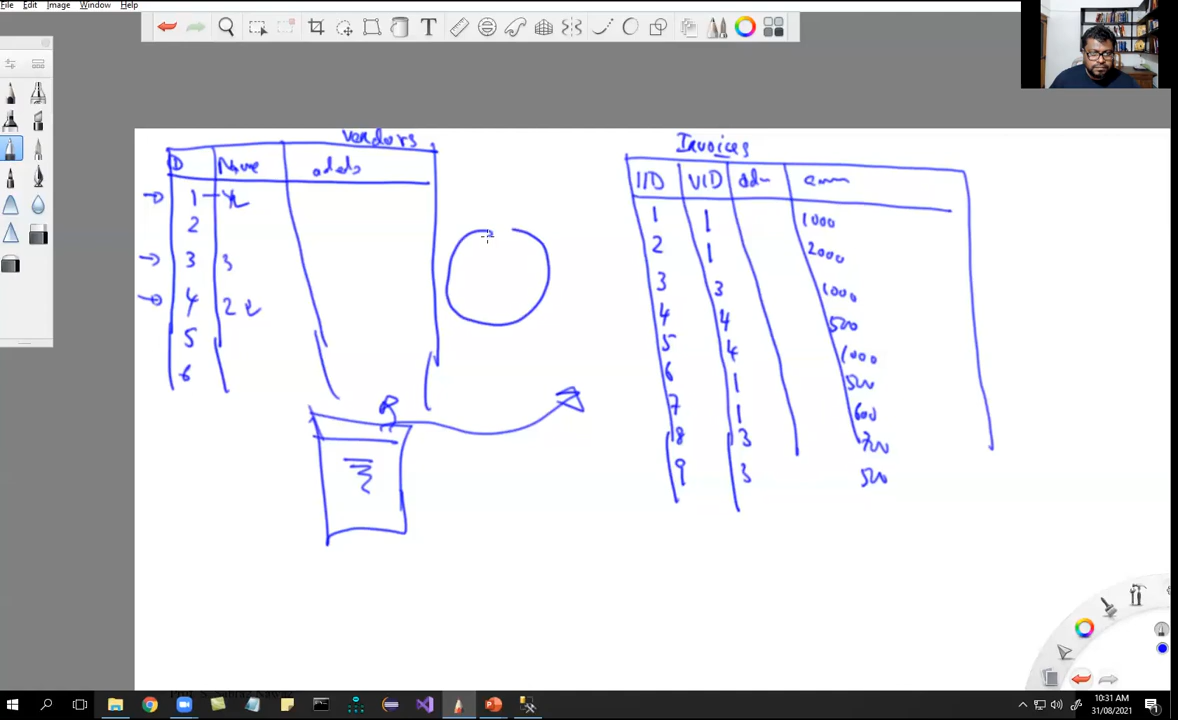 File Edit Image Window Help
Vendors
ID Name
1
2
3 3
4 2
5
6
R
Invoices
IID VID
1 1 1000
2 1 2000
3 3 1000
4 4 500
5 4 1000
6 1 500
7 1 600
8 3 700
9 3 500
10:31 AM
31/08/2021